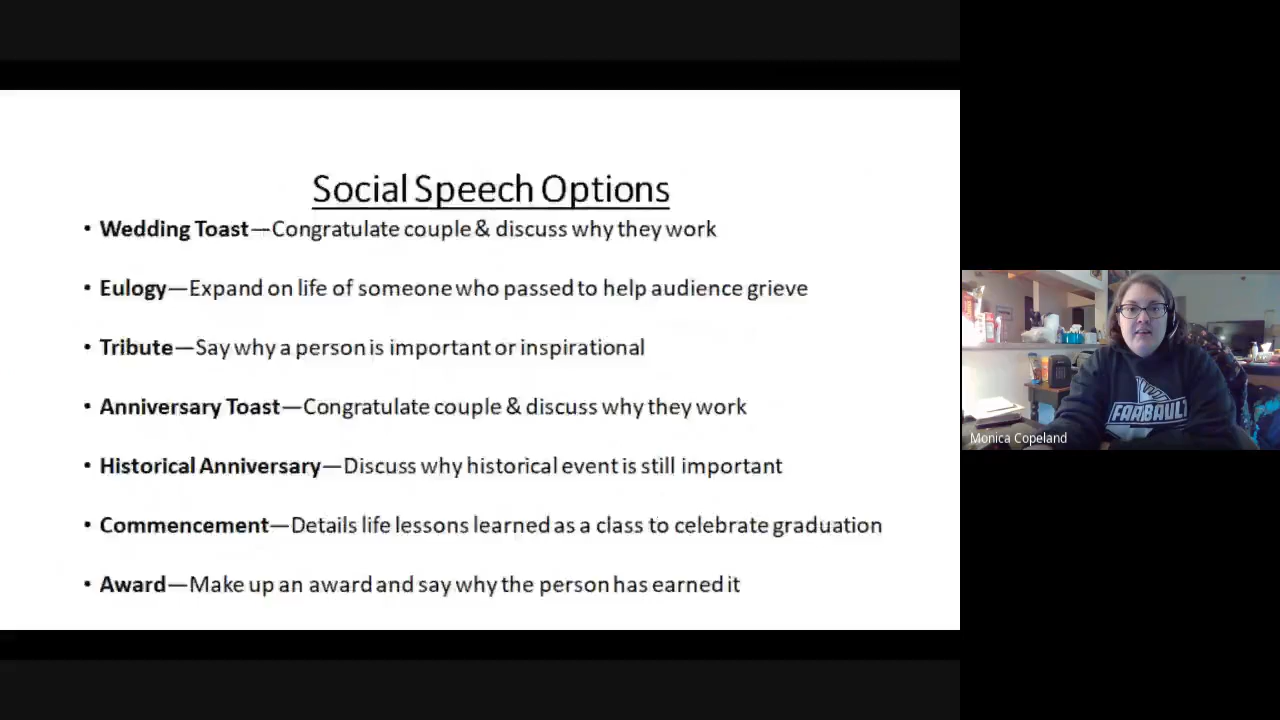 Social Speech Options
• Wedding Toast—Congratulate couple & discuss why they work
• Eulogy—Expand on life of someone who passed to help audience grieve
• Tribute—Say why a person is important or inspirational
• Anniversary Toast—Congratulate couple & discuss why they work
• Historical Anniversary—Discuss why historical event is still important
• Commencement—Details life lessons learned as a class to celebrate graduation
• Award—Make up an award and say why the person has earned it
FARIBAULT
Monica Copeland